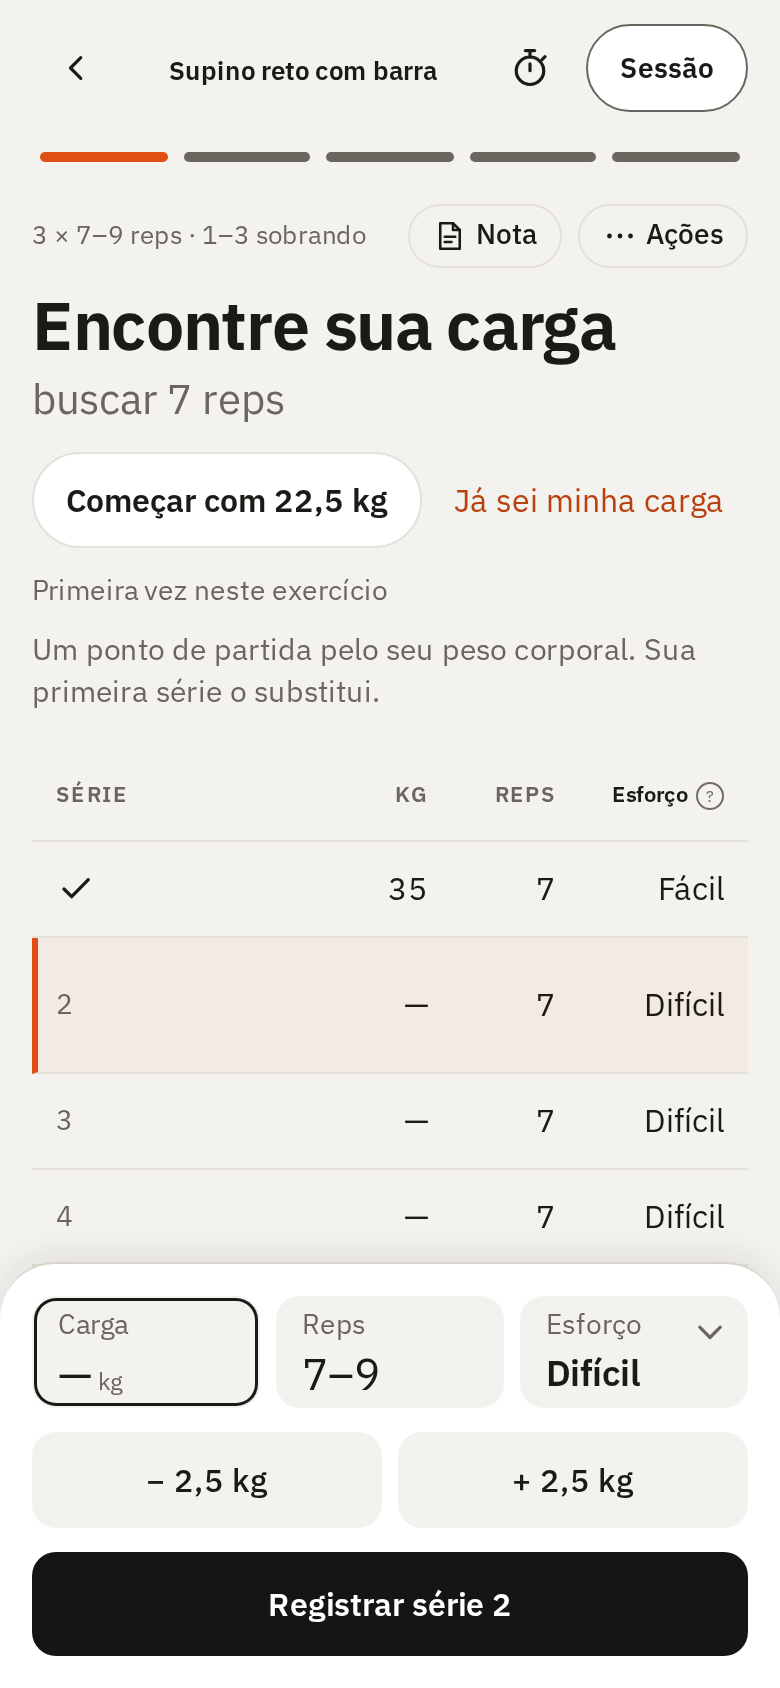 Supino reto com barra
Sessão
3 × 7–9 reps · 1–3 sobrando
Nota
Ações
Encontre sua carga
buscar 7 reps
Começar com 22,5 kg
Já sei minha carga
Primeira vez neste exercício
Um ponto de partida pelo seu peso corporal. Sua
primeira série o substitui.
SÉRIE KG REPS Esforço ?
35 7 Fácil
2 — 7 Difícil
3 — 7 Difícil
4 — 7 Difícil
Carga Reps Esforço
— kg 7–9 Difícil
− 2,5 kg + 2,5 kg
Registrar série 2